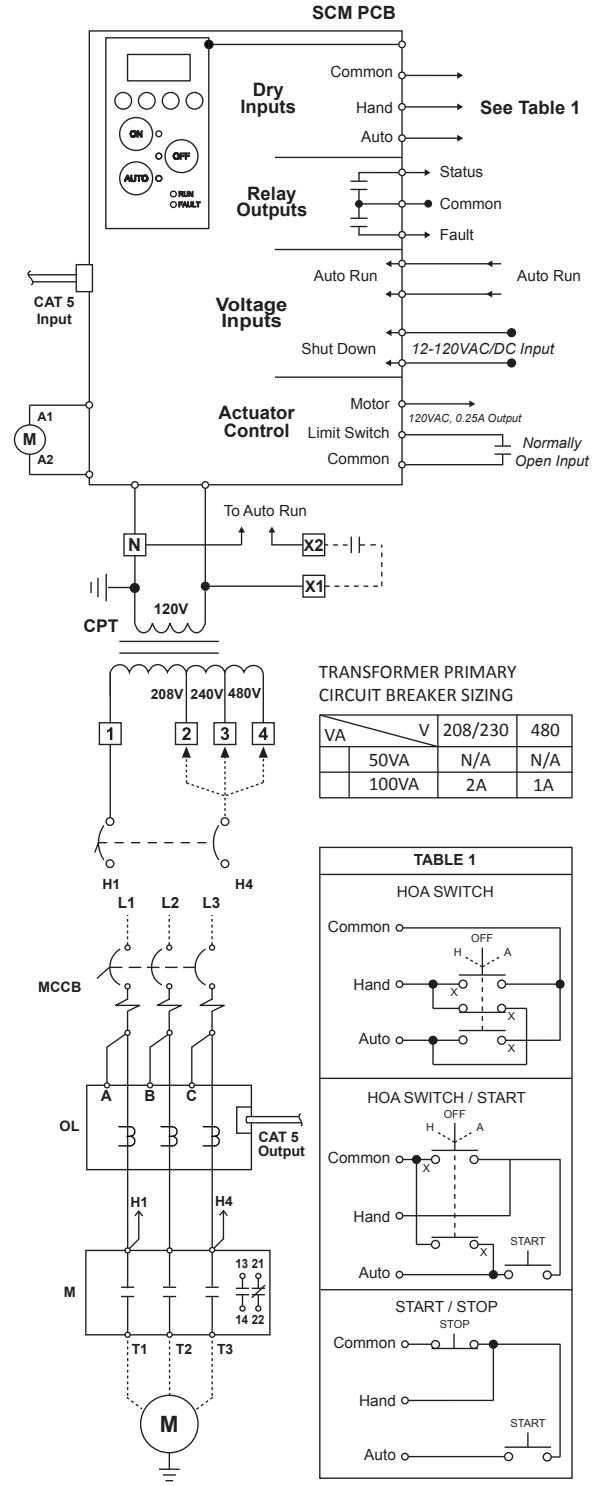 SCM PCB
ON
OFF
AUTO
RUN
FAULT
Dry
Inputs
Common
Hand
Auto
See Table 1
Relay
Outputs
Status
Common
Fault
CAT 5
Input
Voltage
Inputs
Auto Run
Auto Run
Shut Down
12-120VAC/DC Input
A1
M
A2
Actuator
Control
Motor
120VAC, 0.25A Output
Limit Switch
Common
Normally
Open Input
To Auto Run
N
X2
X1
120V
CPT
208V 240V 480V
1 2 3 4
TRANSFORMER PRIMARY
CIRCUIT BREAKER SIZING
VA V 208/230 480
50VA N/A N/A
100VA 2A 1A
H1 H4
L1 L2 L3
MCCB
A B C
OL
CAT 5
Output
H1 H4
M
13 21
14 22
T1 T2 T3
M
TABLE 1
HOA SWITCH
Common
OFF
H A
Hand
X
X
Auto
X
HOA SWITCH / START
OFF
H A
Common
X
Hand
X
START
Auto
START / STOP
STOP
Common
Hand
START
Auto